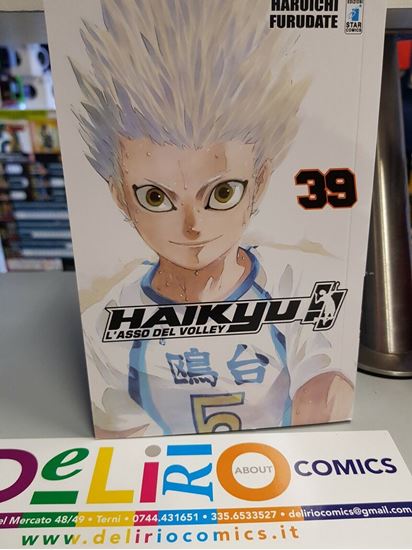 HARUICHI
FURUDATE
EDIZIONI
STAR
COMICS
39
HAIKYU!!
L'ASSO DEL VOLLEY
鴎台
5
DeLiRiO
ABOUT
COMICS
el Mercato 48/49 • Terni • 0744.431651 • 335.6533527 • deliriocomics@gmail.com
www.deliriocomics.it